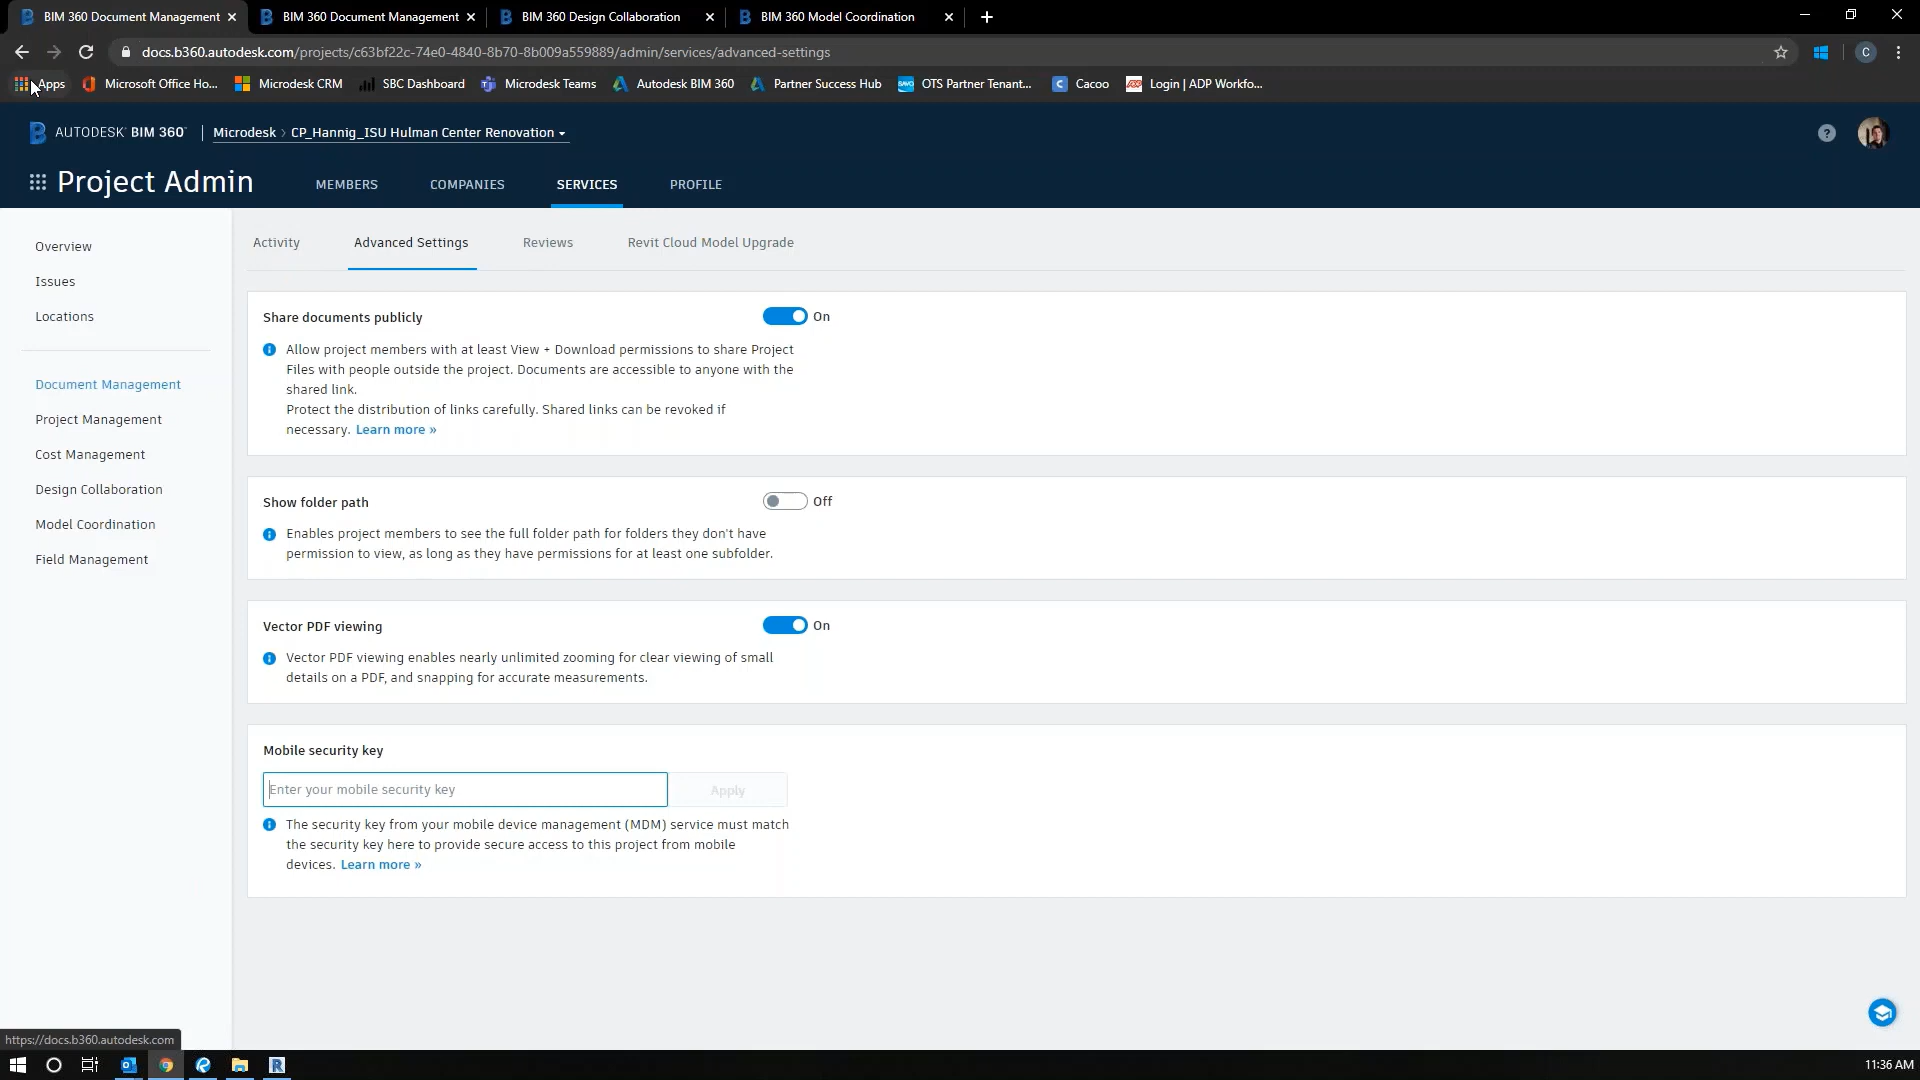 BIM 360 Document Management
BIM 360 Document Management
BIM 360 Design Collaboration
BIM 360 Model Coordination
docs.b360.autodesk.com/projects/c63bf22c-74e0-4840-8b70-8b009a559889/admin/services/advanced-settings
C
Apps
Microsoft Office Ho...
Microdesk CRM
SBC Dashboard
Microdesk Teams
Autodesk BIM 360
Partner Success Hub
OTS Partner Tenant...
Cacoo
Login | ADP Workfo...
AUTODESK® BIM 360™
Microdesk > CP_Hannig_ISU Hulman Center Renovation
Project Admin
MEMBERS
COMPANIES
SERVICES
PROFILE
Overview
Issues
Locations
Document Management
Project Management
Cost Management
Design Collaboration
Model Coordination
Field Management
Activity
Advanced Settings
Reviews
Revit Cloud Model Upgrade
Share documents publicly
On
Allow project members with at least View + Download permissions to share Project
Files with people outside the project. Documents are accessible to anyone with the
shared link.
Protect the distribution of links carefully. Shared links can be revoked if
necessary. Learn more »
Show folder path
Off
Enables project members to see the full folder path for folders they don't have
permission to view, as long as they have permissions for at least one subfolder.
Vector PDF viewing
On
Vector PDF viewing enables nearly unlimited zooming for clear viewing of small
details on a PDF, and snapping for accurate measurements.
Mobile security key
Enter your mobile security key
Apply
The security key from your mobile device management (MDM) service must match
the security key here to provide secure access to this project from mobile
devices. Learn more »
https://docs.b360.autodesk.com
11:36 AM